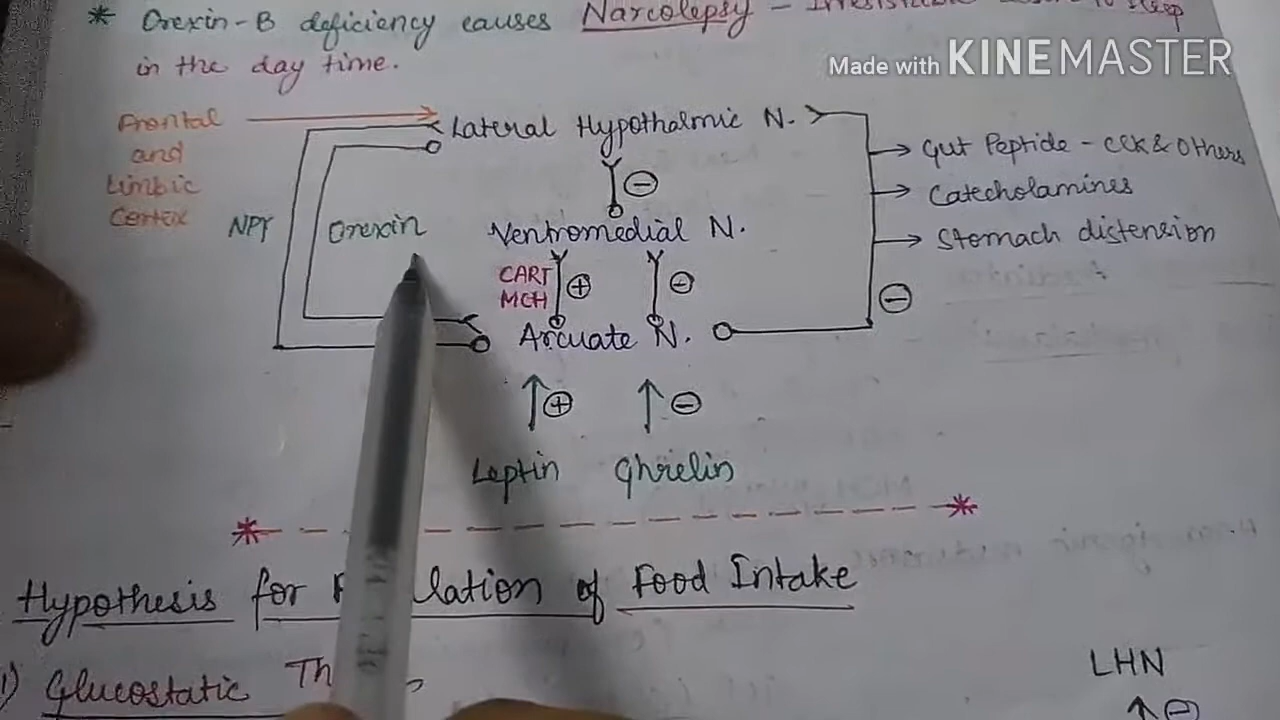 * Orexin-B deficiency causes Narcolepsy -
in the day time.
Made with KINEMASTER
Frontal
and
Limbic
Cortex
Lateral Hypothalmic N.
Gut Peptide - CCK & Others
Catecholamines
Stomach distension
NPY
Orexin
⊖
Ventromedial N.
CART
MCH
⊕
⊖
⊖
Arcuate N.
⊕
⊖
Leptin
Ghrelin
* *
Hypothesis for of Food Intake
1) Glucostatic
LHN
↑ ⊖